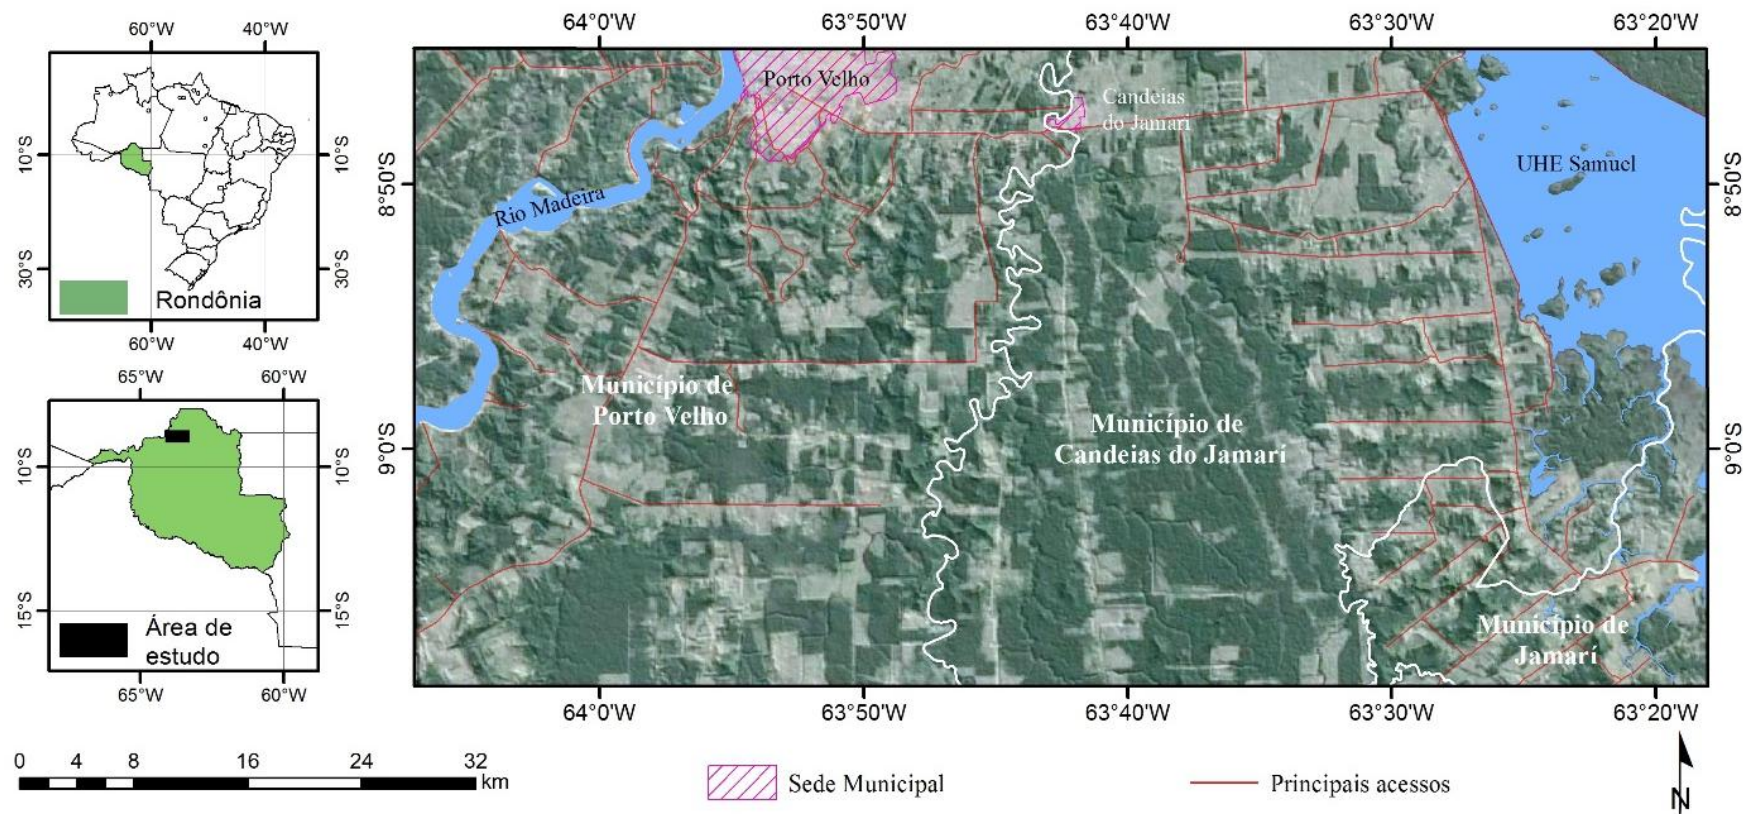 60°W 40°W
10°S 10°S
30°S 30°S
Rondônia
60°W 40°W
65°W 60°W
10°S 10°S
15°S 15°S
Área de
estudo
65°W 60°W
64°0'W 63°50'W 63°40'W 63°30'W 63°20'W
Porto Velho
Candeias
do Jamarí
UHE Samuel
8°50'S 8°50'S
Rio Madeira
Município de
Porto Velho
Município de
Candeias do Jamarí
9°0'S 9°0'S
Município de
Jamarí
64°0'W 63°50'W 63°40'W 63°30'W 63°20'W
0 4 8 16 24 32
km
Sede Municipal
Principais acessos
N